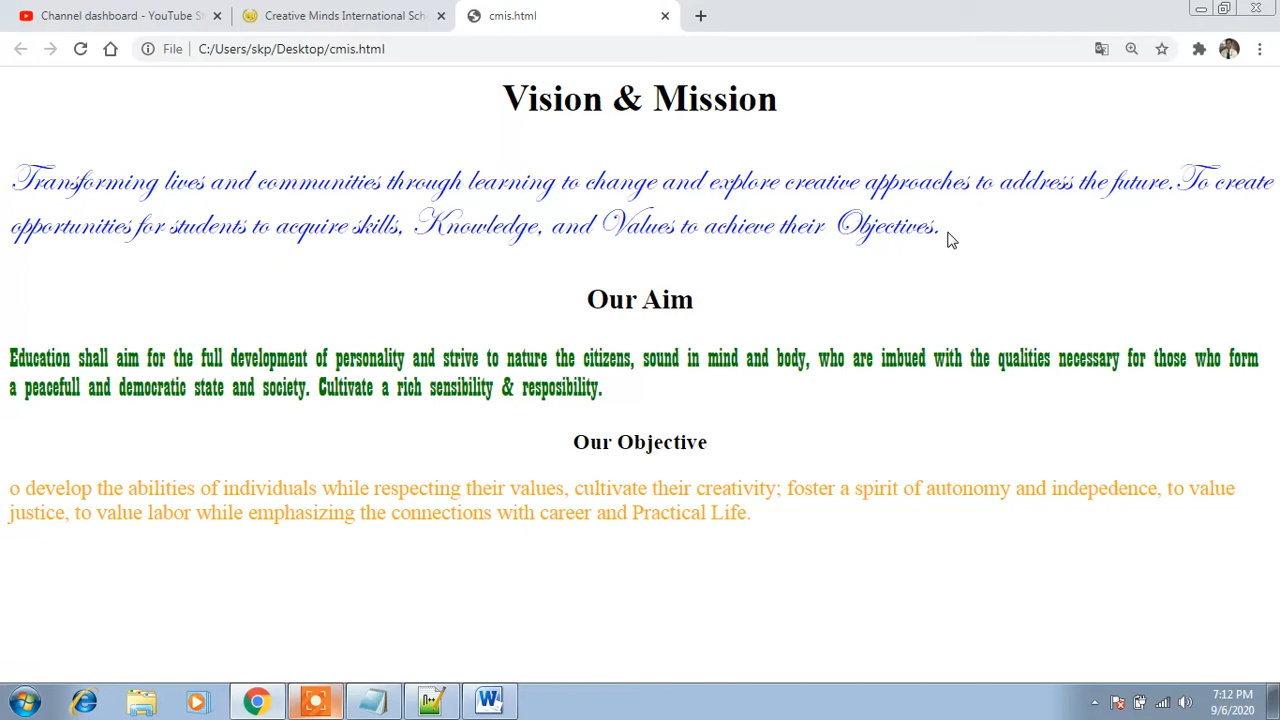 Channel dashboard - YouTube St
Creative Minds International Sch
cmis.html
File
C:/Users/skp/Desktop/cmis.html
Vision & Mission
Transforming lives and communities through learning to change and explore creative approaches to address the future.To create
opportunities for students to acquire skills, Knowledge, and Values to achieve their Objectives.
Our Aim
Education shall aim for the full development of personality and strive to nature the citizens, sound in mind and body, who are imbued with the qualities necessary for those who form
a peacefull and democratic state and society. Cultivate a rich sensibility & resposibility.
Our Objective
o develop the abilities of individuals while respecting their values, cultivate their creativity; foster a spirit of autonomy and indepedence, to value
justice, to value labor while emphasizing the connections with career and Practical Life.
7:12 PM
9/6/2020